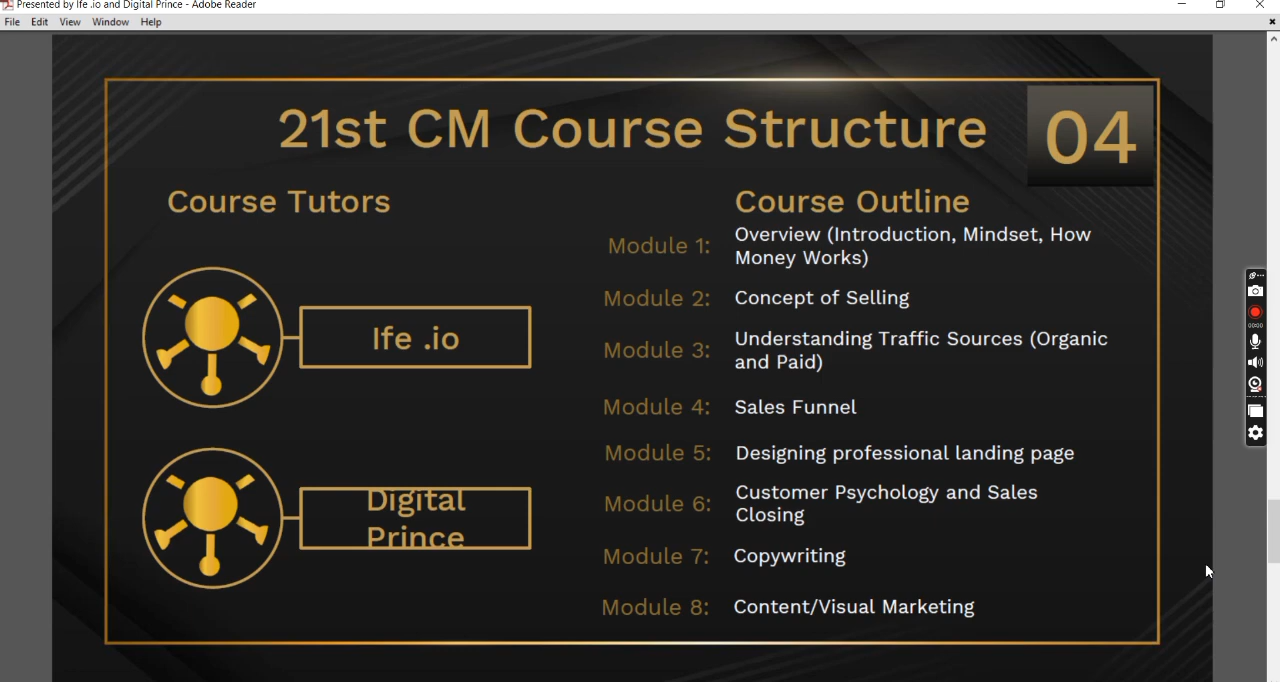 Presented by Ife .io and Digital Prince - Adobe Reader
File Edit View Window Help
21st CM Course Structure
04
Course Tutors
Ife .io
Digital
Prince
Course Outline
Module 1: Overview (Introduction, Mindset, How
Money Works)
Module 2: Concept of Selling
Module 3: Understanding Traffic Sources (Organic
and Paid)
Module 4: Sales Funnel
Module 5: Designing professional landing page
Module 6: Customer Psychology and Sales
Closing
Module 7: Copywriting
Module 8: Content/Visual Marketing
00:00